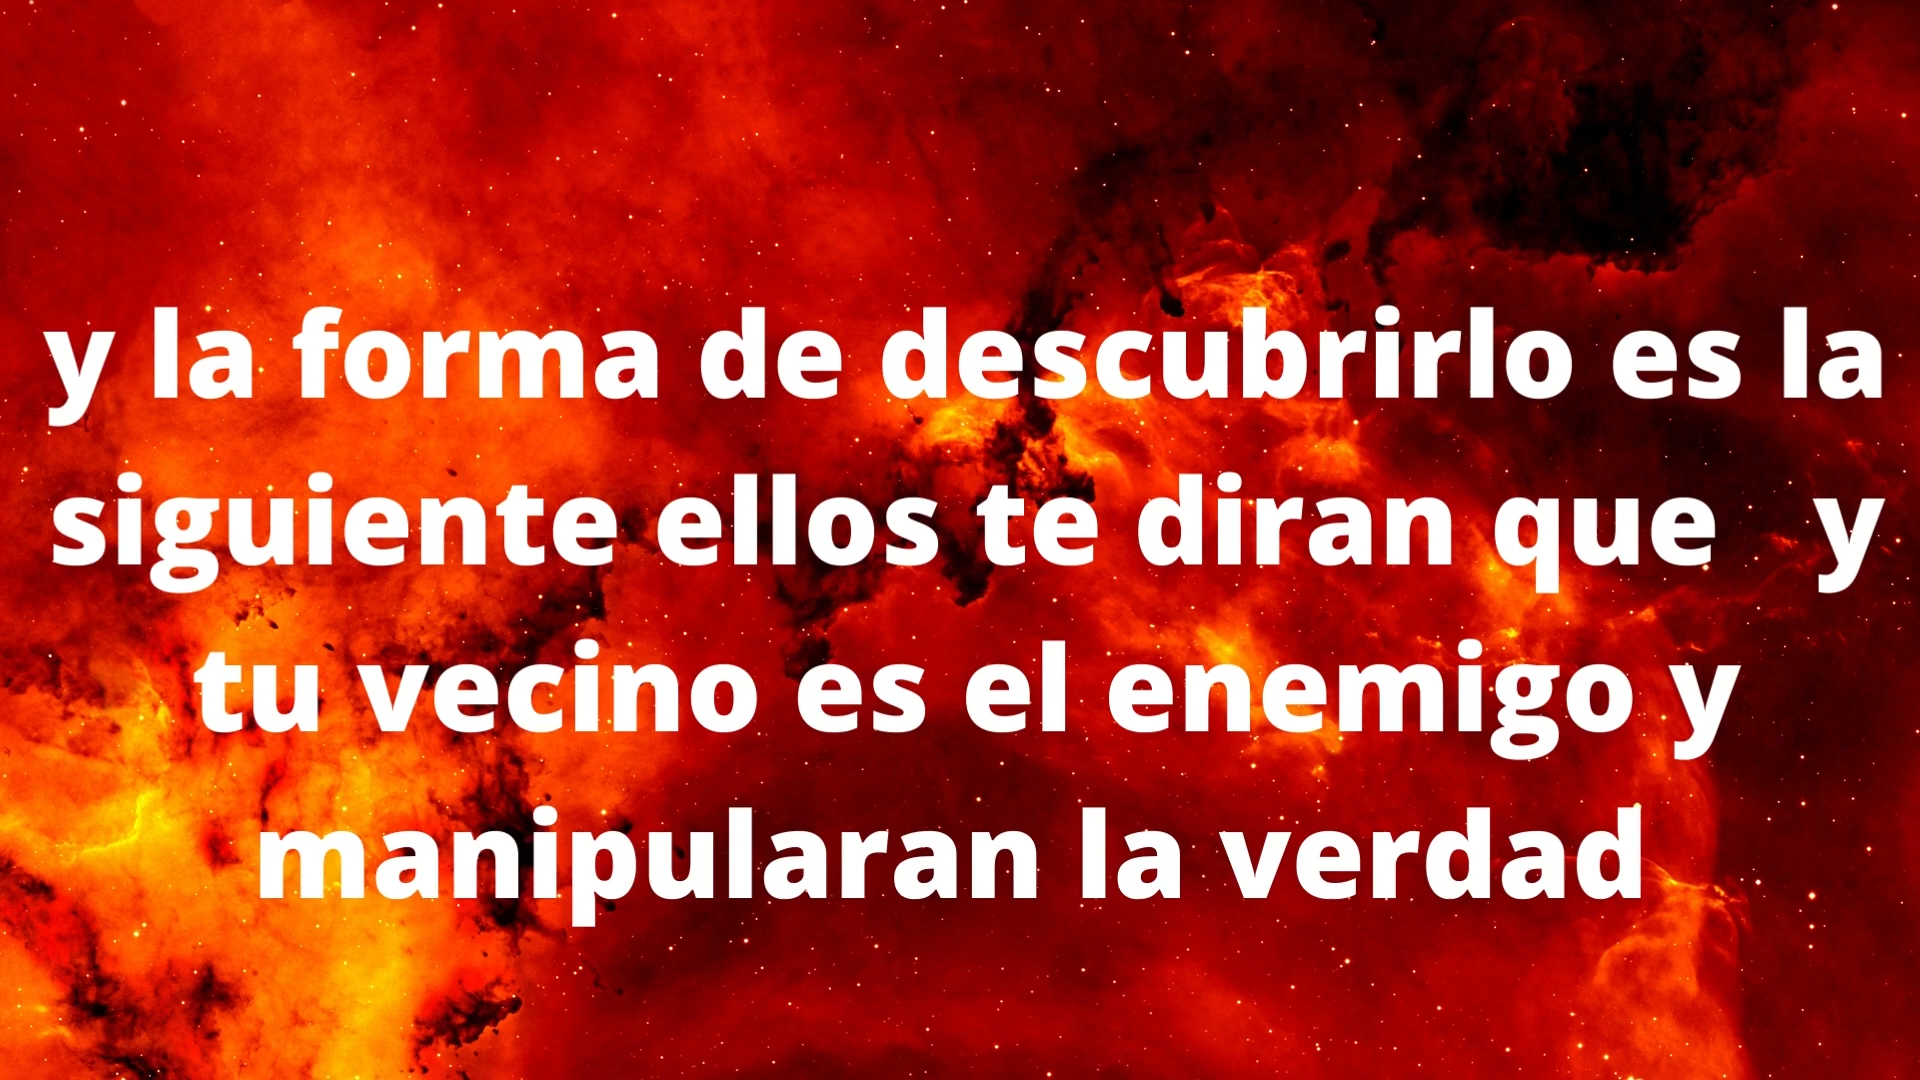 y la forma de descubrirlo es la
siguiente ellos te diran que y
tu vecino es el enemigo y
manipularan la verdad